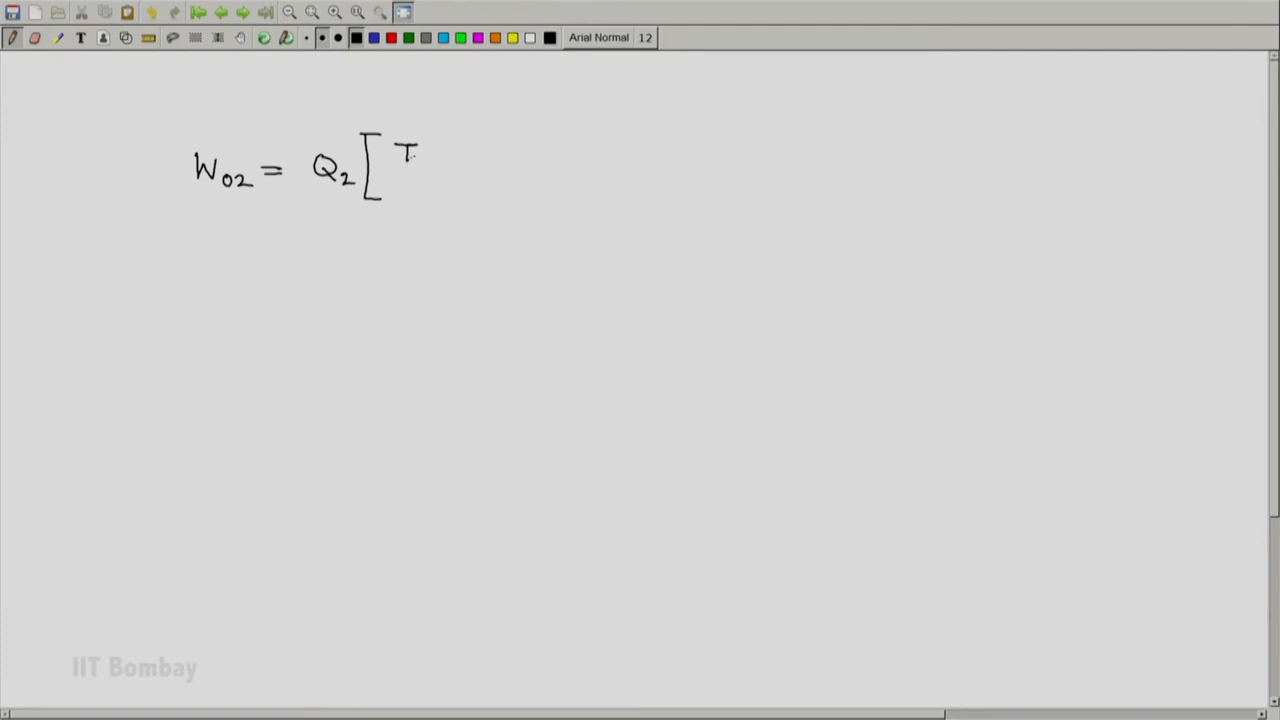 Arial Normal 12
W₀₂ = Q₂ [ T
IIT Bombay